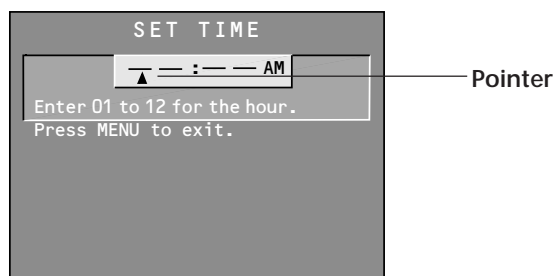 SET TIME
— — : — — AM
Pointer
Enter 01 to 12 for the hour.
Press MENU to exit.